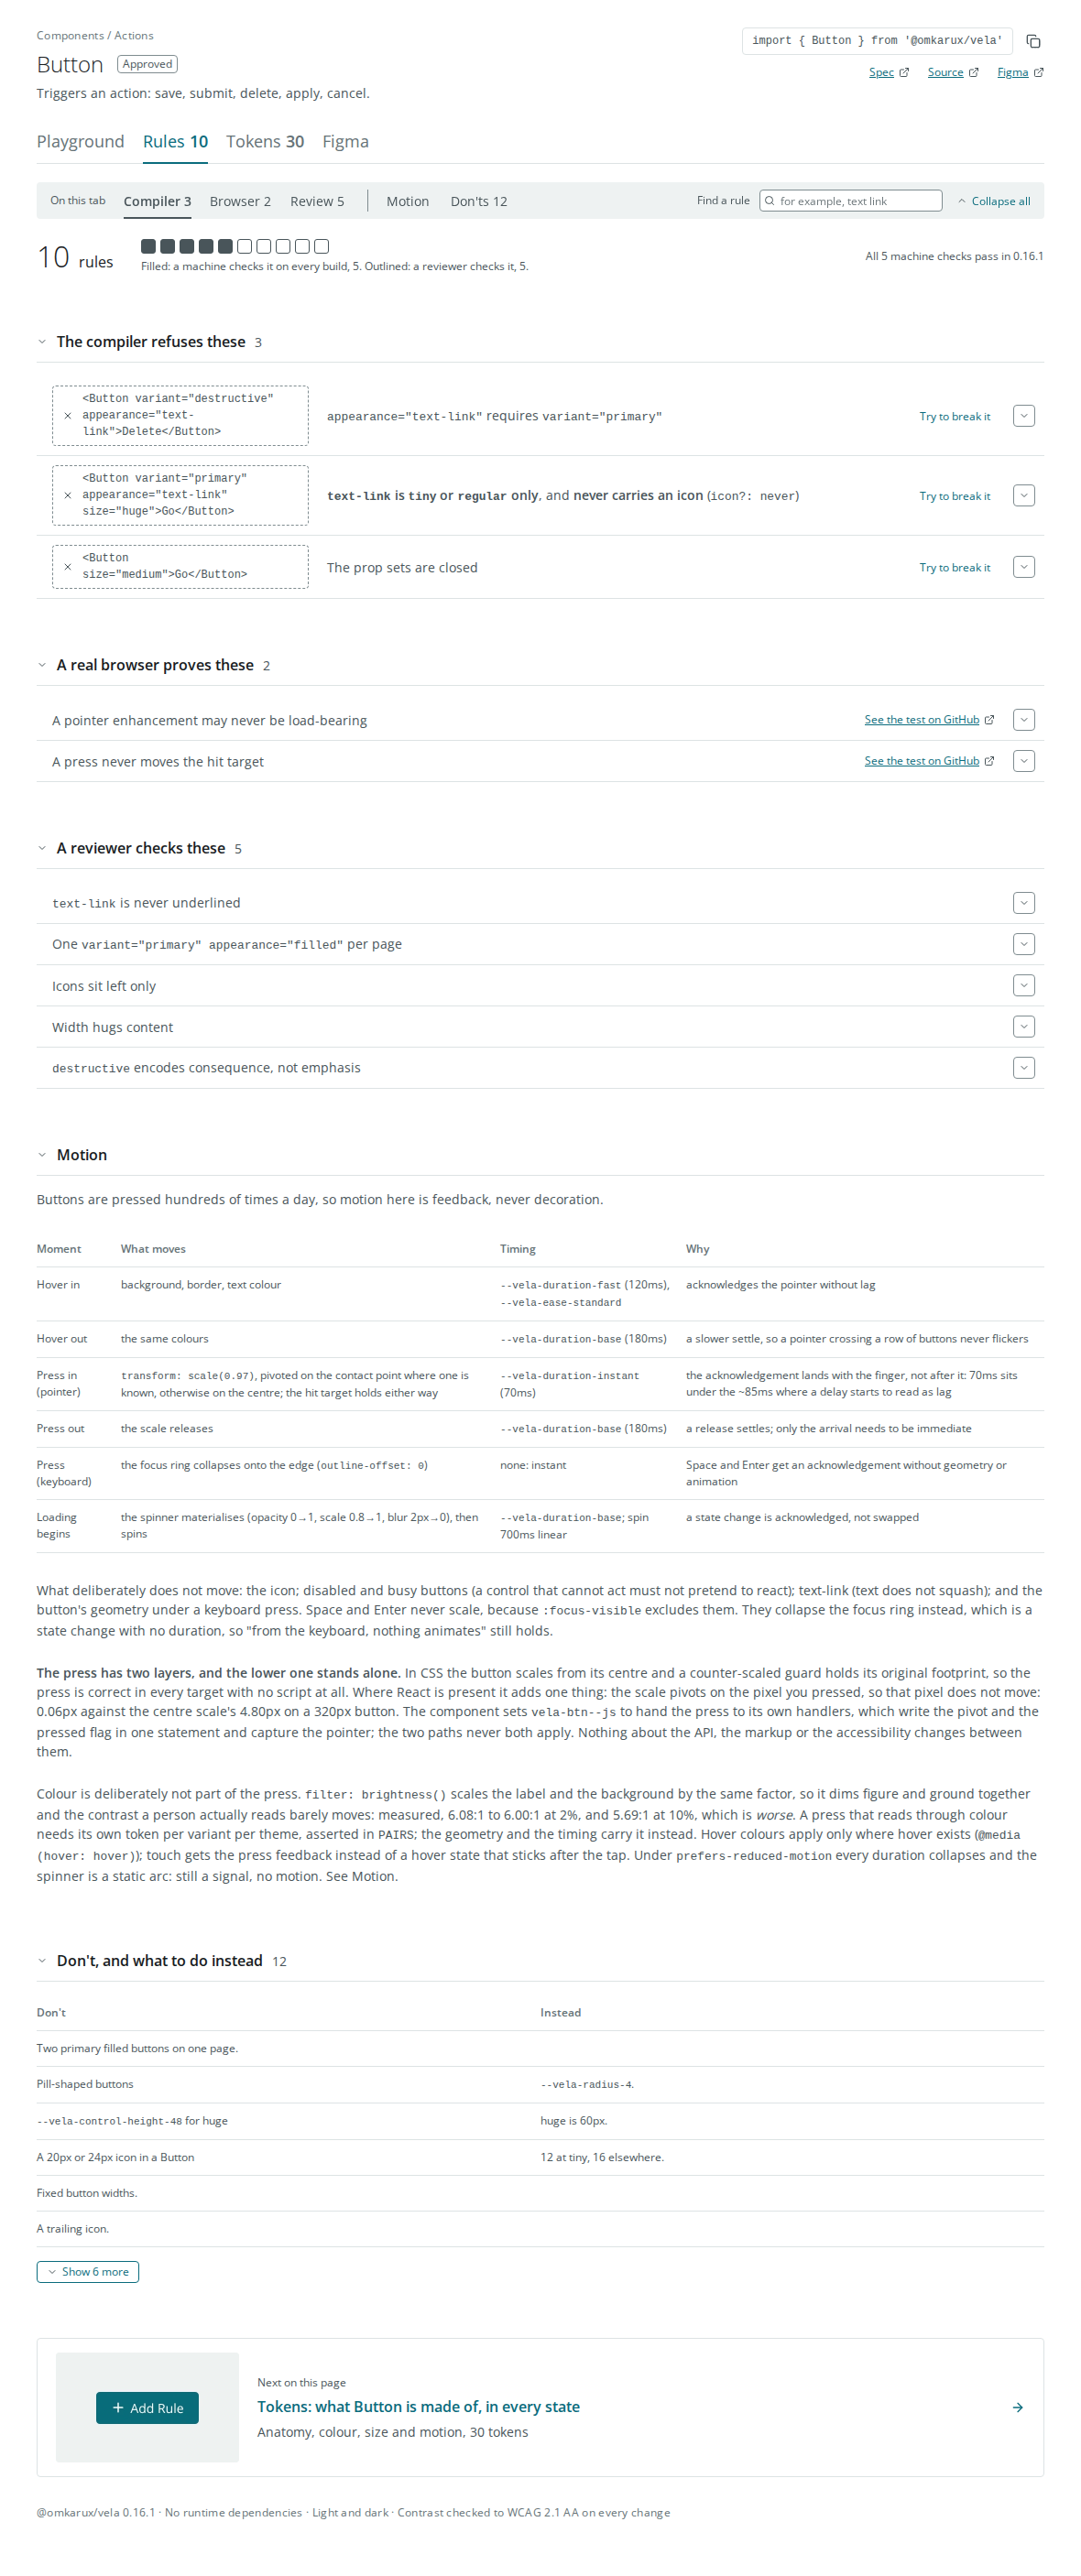 Components / Actions
import { Button } from '@omkarux/vela'
Button Approved
Spec Source Figma
Triggers an action: save, submit, delete, apply, cancel.
Playground Rules 10 Tokens 30 Figma
On this tab Compiler 3 Browser 2 Review 5 Motion Don'ts 12 Find a rule for example, text link Collapse all
10 rules
Filled: a machine checks it on every build, 5. Outlined: a reviewer checks it, 5.
All 5 machine checks pass in 0.16.1
The compiler refuses these 3
<Button variant="destructive"
appearance="text-
link">Delete</Button>
appearance="text-link" requires variant="primary"
Try to break it
<Button variant="primary"
appearance="text-link"
size="huge">Go</Button>
text-link is tiny or regular only, and never carries an icon (icon?: never)
Try to break it
<Button
size="medium">Go</Button>
The prop sets are closed
Try to break it
A real browser proves these 2
A pointer enhancement may never be load-bearing See the test on GitHub
A press never moves the hit target See the test on GitHub
A reviewer checks these 5
text-link is never underlined
One variant="primary" appearance="filled" per page
Icons sit left only
Width hugs content
destructive encodes consequence, not emphasis
Motion
Buttons are pressed hundreds of times a day, so motion here is feedback, never decoration.
Moment What moves Timing Why
Hover in background, border, text colour --vela-duration-fast (120ms), acknowledges the pointer without lag
--vela-ease-standard
Hover out the same colours --vela-duration-base (180ms) a slower settle, so a pointer crossing a row of buttons never flickers
Press in transform: scale(0.97), pivoted on the contact point where one is --vela-duration-instant the acknowledgement lands with the finger, not after it: 70ms sits
(pointer) known, otherwise on the centre; the hit target holds either way (70ms) under the ~85ms where a delay starts to read as lag
Press out the scale releases --vela-duration-base (180ms) a release settles; only the arrival needs to be immediate
Press the focus ring collapses onto the edge (outline-offset: 0) none: instant Space and Enter get an acknowledgement without geometry or
(keyboard) animation
Loading the spinner materialises (opacity 0→1, scale 0.8→1, blur 2px→0), then --vela-duration-base; spin a state change is acknowledged, not swapped
begins spins 700ms linear
What deliberately does not move: the icon; disabled and busy buttons (a control that cannot act must not pretend to react); text-link (text does not squash); and the
button's geometry under a keyboard press. Space and Enter never scale, because :focus-visible excludes them. They collapse the focus ring instead, which is a
state change with no duration, so "from the keyboard, nothing animates" still holds.
The press has two layers, and the lower one stands alone. In CSS the button scales from its centre and a counter-scaled guard holds its original footprint, so the
press is correct in every target with no script at all. Where React is present it adds one thing: the scale pivots on the pixel you pressed, so that pixel does not move:
0.06px against the centre scale's 4.80px on a 320px button. The component sets vela-btn--js to hand the press to its own handlers, which write the pivot and the
pressed flag in one statement and capture the pointer; the two paths never both apply. Nothing about the API, the markup or the accessibility changes between
them.
Colour is deliberately not part of the press. filter: brightness() scales the label and the background by the same factor, so it dims figure and ground together
and the contrast a person actually reads barely moves: measured, 6.08:1 to 6.00:1 at 2%, and 5.69:1 at 10%, which is worse. A press that reads through colour
needs its own token per variant per theme, asserted in PAIRS; the geometry and the timing carry it instead. Hover colours apply only where hover exists (@media
(hover: hover)); touch gets the press feedback instead of a hover state that sticks after the tap. Under prefers-reduced-motion every duration collapses and the
spinner is a static arc: still a signal, no motion. See Motion.
Don't, and what to do instead 12
Don't Instead
Two primary filled buttons on one page.
Pill-shaped buttons --vela-radius-4.
--vela-control-height-48 for huge huge is 60px.
A 20px or 24px icon in a Button 12 at tiny, 16 elsewhere.
Fixed button widths.
A trailing icon.
Show 6 more
Add Rule
Next on this page
Tokens: what Button is made of, in every state
Anatomy, colour, size and motion, 30 tokens
@omkarux/vela 0.16.1 · No runtime dependencies · Light and dark · Contrast checked to WCAG 2.1 AA on every change